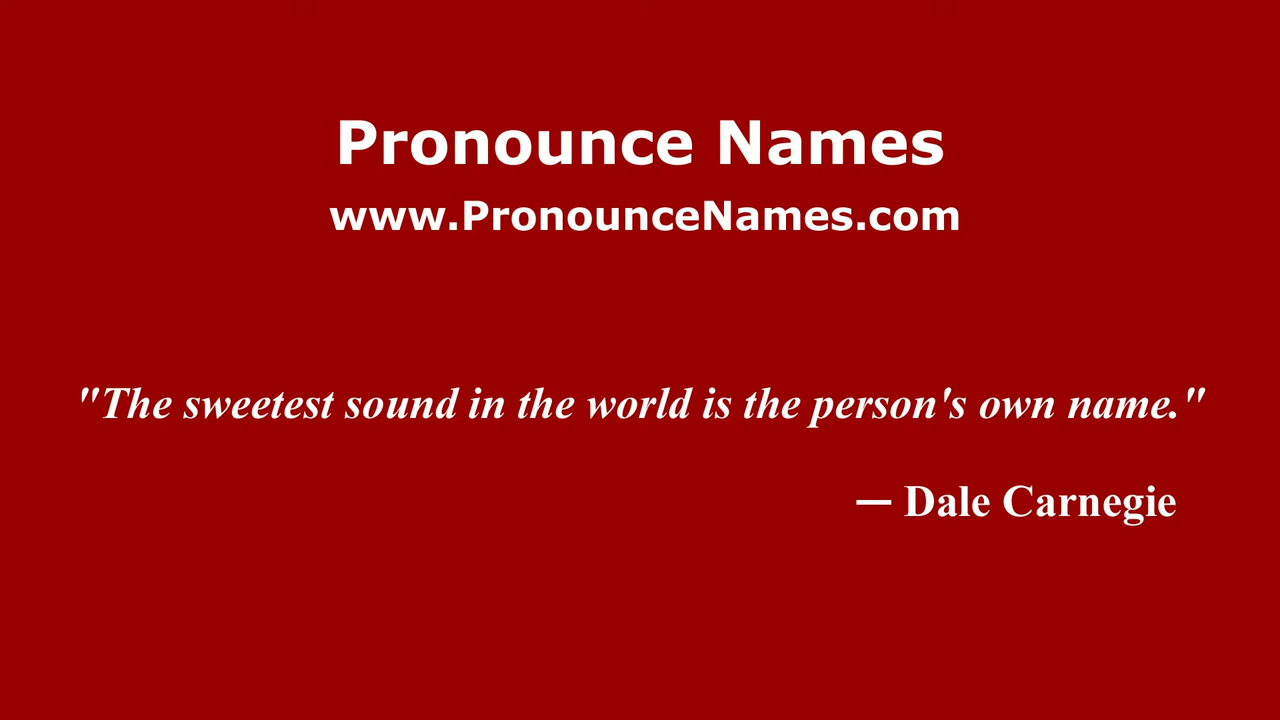 Pronounce Names
www.PronounceNames.com
"The sweetest sound in the world is the person's own name."
— Dale Carnegie